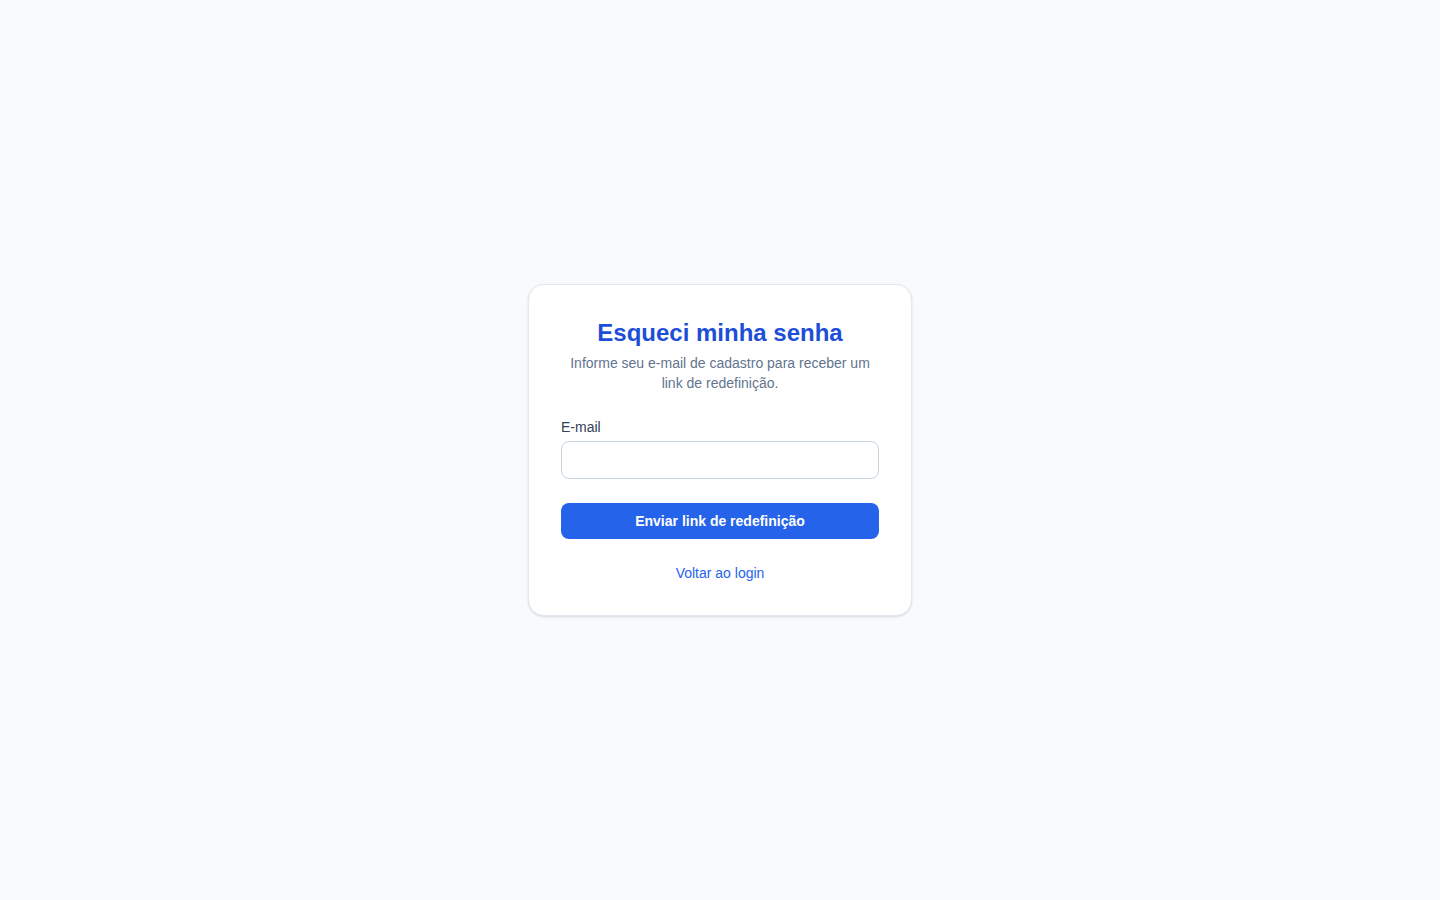 Esqueci minha senha
Informe seu e-mail de cadastro para receber um
link de redefinição.
E-mail
Enviar link de redefinição
Voltar ao login